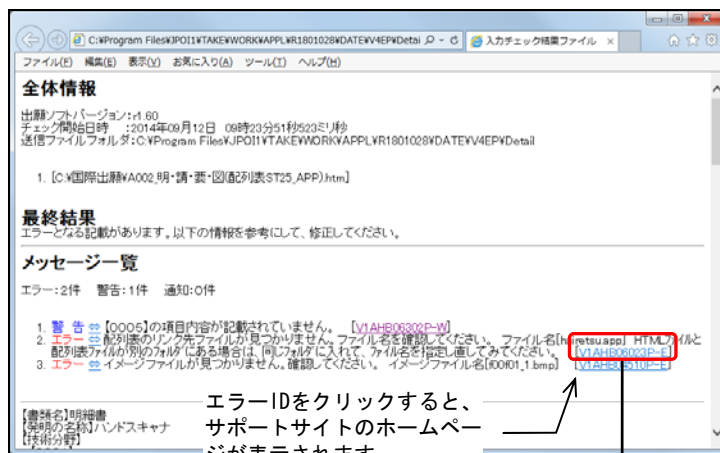 C:¥Program Files¥JPOI1¥TAKE¥WORK¥APPL¥R1801028¥DATE¥V4EP¥Detai
入力チェック結果ファイル
ファイル(F) 編集(E) 表示(V) お気に入り(A) ツール(T) ヘルプ(H)
全体情報
出願ソフトバージョン:r1.60
チェック開始日時 :2014年09月12日 09時23分51秒523ミリ秒
送信ファイルフォルダ:C:¥Program Files¥JPOI1¥TAKE¥WORK¥APPL¥R1801028¥DATE¥V4EP¥Detail
1. [C:¥国際出願¥A002_明・請・要・図(配列表ST25_APP).htm]
最終結果
エラーとなる記載があります。以下の情報を参考にして、修正してください。
メッセージ一覧
エラー:2件 警告:1件 通知:0件
1. 警 告 ⇔ 【0005】の項目内容が記載されていません。 [V1AHB06302P-W]
2. エラー ⇔ 配列表のリンク先ファイルが見つかりません。ファイル名を確認してください。 ファイル名[hairetsu.app] HTMLファイルと
配列表ファイルが別のフォルダにある場合は、同じフォルダに入れて、ファイル名を指定し直してみてください。 [V1AHB06023P-E]
3. エラー ⇔ イメージファイルが見つかりません。確認してください。 イメージファイル名[f00f01_1.bmp] [V1AHB04510P-E]
【書類名】明細書
【発明の名称】ハンドスキャナ
【技術分野】
エラーIDをクリックすると、
サポートサイトのホームペー
ジが表示されます